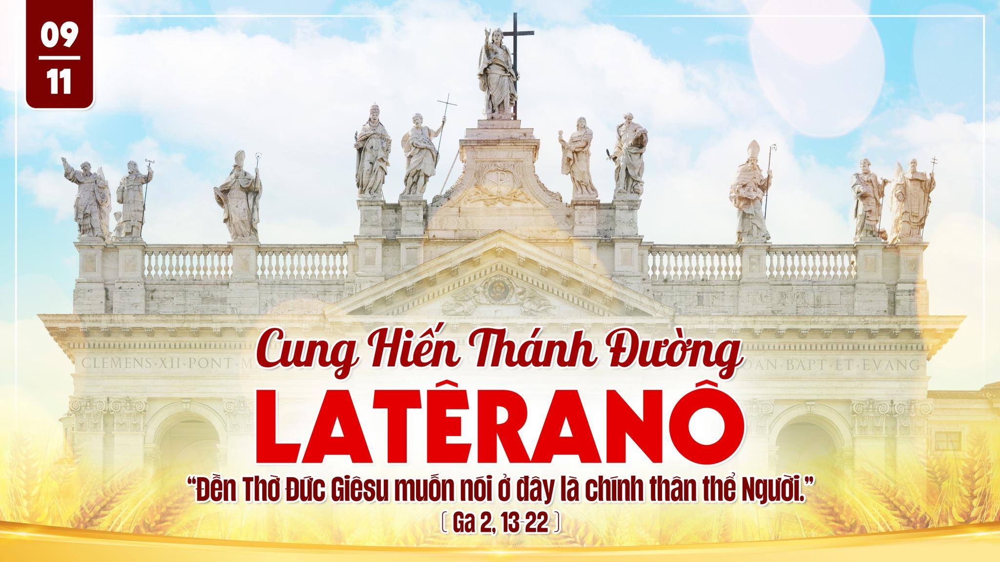 09
11
CLEMENS·XII·PONT·M
OAN·BAPT·ET·EVANG
Cung Hiến Thánh Đường
LATÊRANÔ
“Đền Thờ Đức Giêsu muốn nói ở đây là chính thân thể Người.”
( Ga 2, 13-22 )